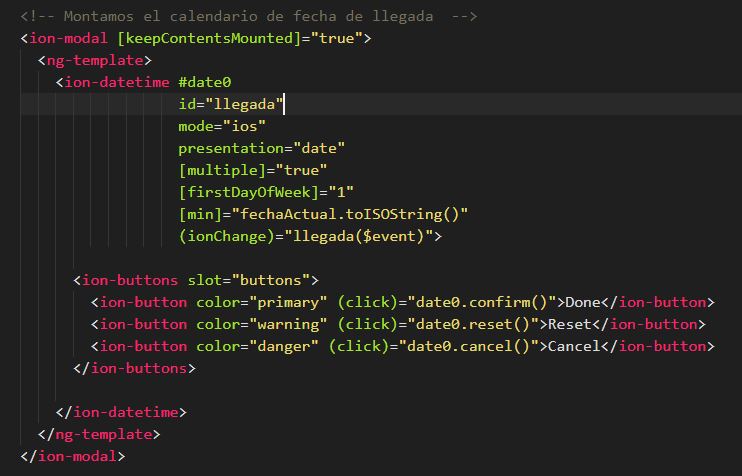 <!-- Montamos el calendario de fecha de llegada  -->
<ion-modal [keepContentsMounted]="true">
  <ng-template>
    <ion-datetime #date0
                  id="llegada"
                  mode="ios"
                  presentation="date"
                  [multiple]="true"
                  [firstDayOfWeek]="1"
                  [min]="fechaActual.toISOString()"
                  (ionChange)="llegada($event)">
      <ion-buttons slot="buttons">
        <ion-button color="primary" (click)="date0.confirm()">Done</ion-button>
        <ion-button color="warning" (click)="date0.reset()">Reset</ion-button>
        <ion-button color="danger" (click)="date0.cancel()">Cancel</ion-button>
      </ion-buttons>
    </ion-datetime>
  </ng-template>
</ion-modal>